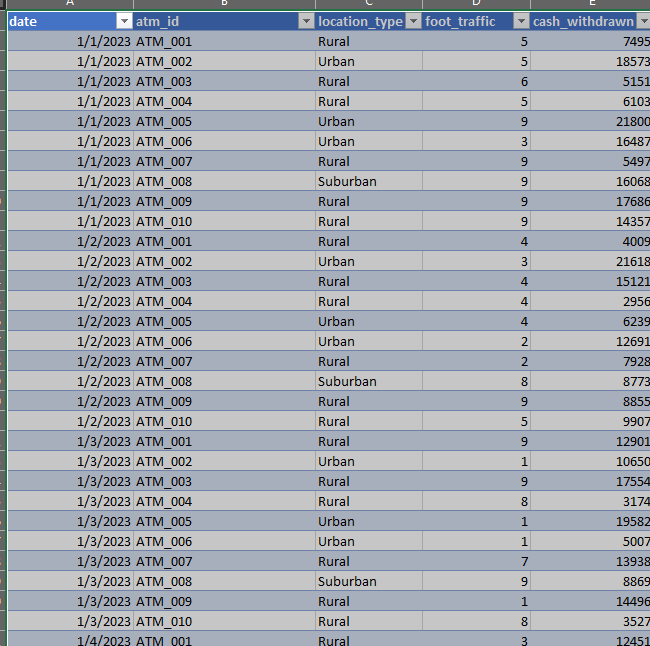 A B C D E
date atm_id location_type foot_traffic cash_withdrawn
1/1/2023 ATM_001 Rural 5 7495
1/1/2023 ATM_002 Urban 5 18573
1/1/2023 ATM_003 Rural 6 5151
1/1/2023 ATM_004 Rural 5 6103
1/1/2023 ATM_005 Urban 9 21800
1/1/2023 ATM_006 Urban 3 16487
1/1/2023 ATM_007 Rural 9 5497
1/1/2023 ATM_008 Suburban 9 16068
1/1/2023 ATM_009 Rural 9 17686
1/1/2023 ATM_010 Rural 9 14357
1/2/2023 ATM_001 Rural 4 4009
1/2/2023 ATM_002 Urban 3 21618
1/2/2023 ATM_003 Rural 4 15121
1/2/2023 ATM_004 Rural 4 2956
1/2/2023 ATM_005 Urban 4 6239
1/2/2023 ATM_006 Urban 2 12691
1/2/2023 ATM_007 Rural 2 7928
1/2/2023 ATM_008 Suburban 8 8773
1/2/2023 ATM_009 Rural 9 8855
1/2/2023 ATM_010 Rural 5 9907
1/3/2023 ATM_001 Rural 9 12901
1/3/2023 ATM_002 Urban 1 10650
1/3/2023 ATM_003 Rural 9 17554
1/3/2023 ATM_004 Rural 8 3174
1/3/2023 ATM_005 Urban 1 19582
1/3/2023 ATM_006 Urban 1 5007
1/3/2023 ATM_007 Rural 7 13938
1/3/2023 ATM_008 Suburban 9 8869
1/3/2023 ATM_009 Rural 1 14496
1/3/2023 ATM_010 Rural 8 3527
1/4/2023 ATM_001 Rural 3 12451